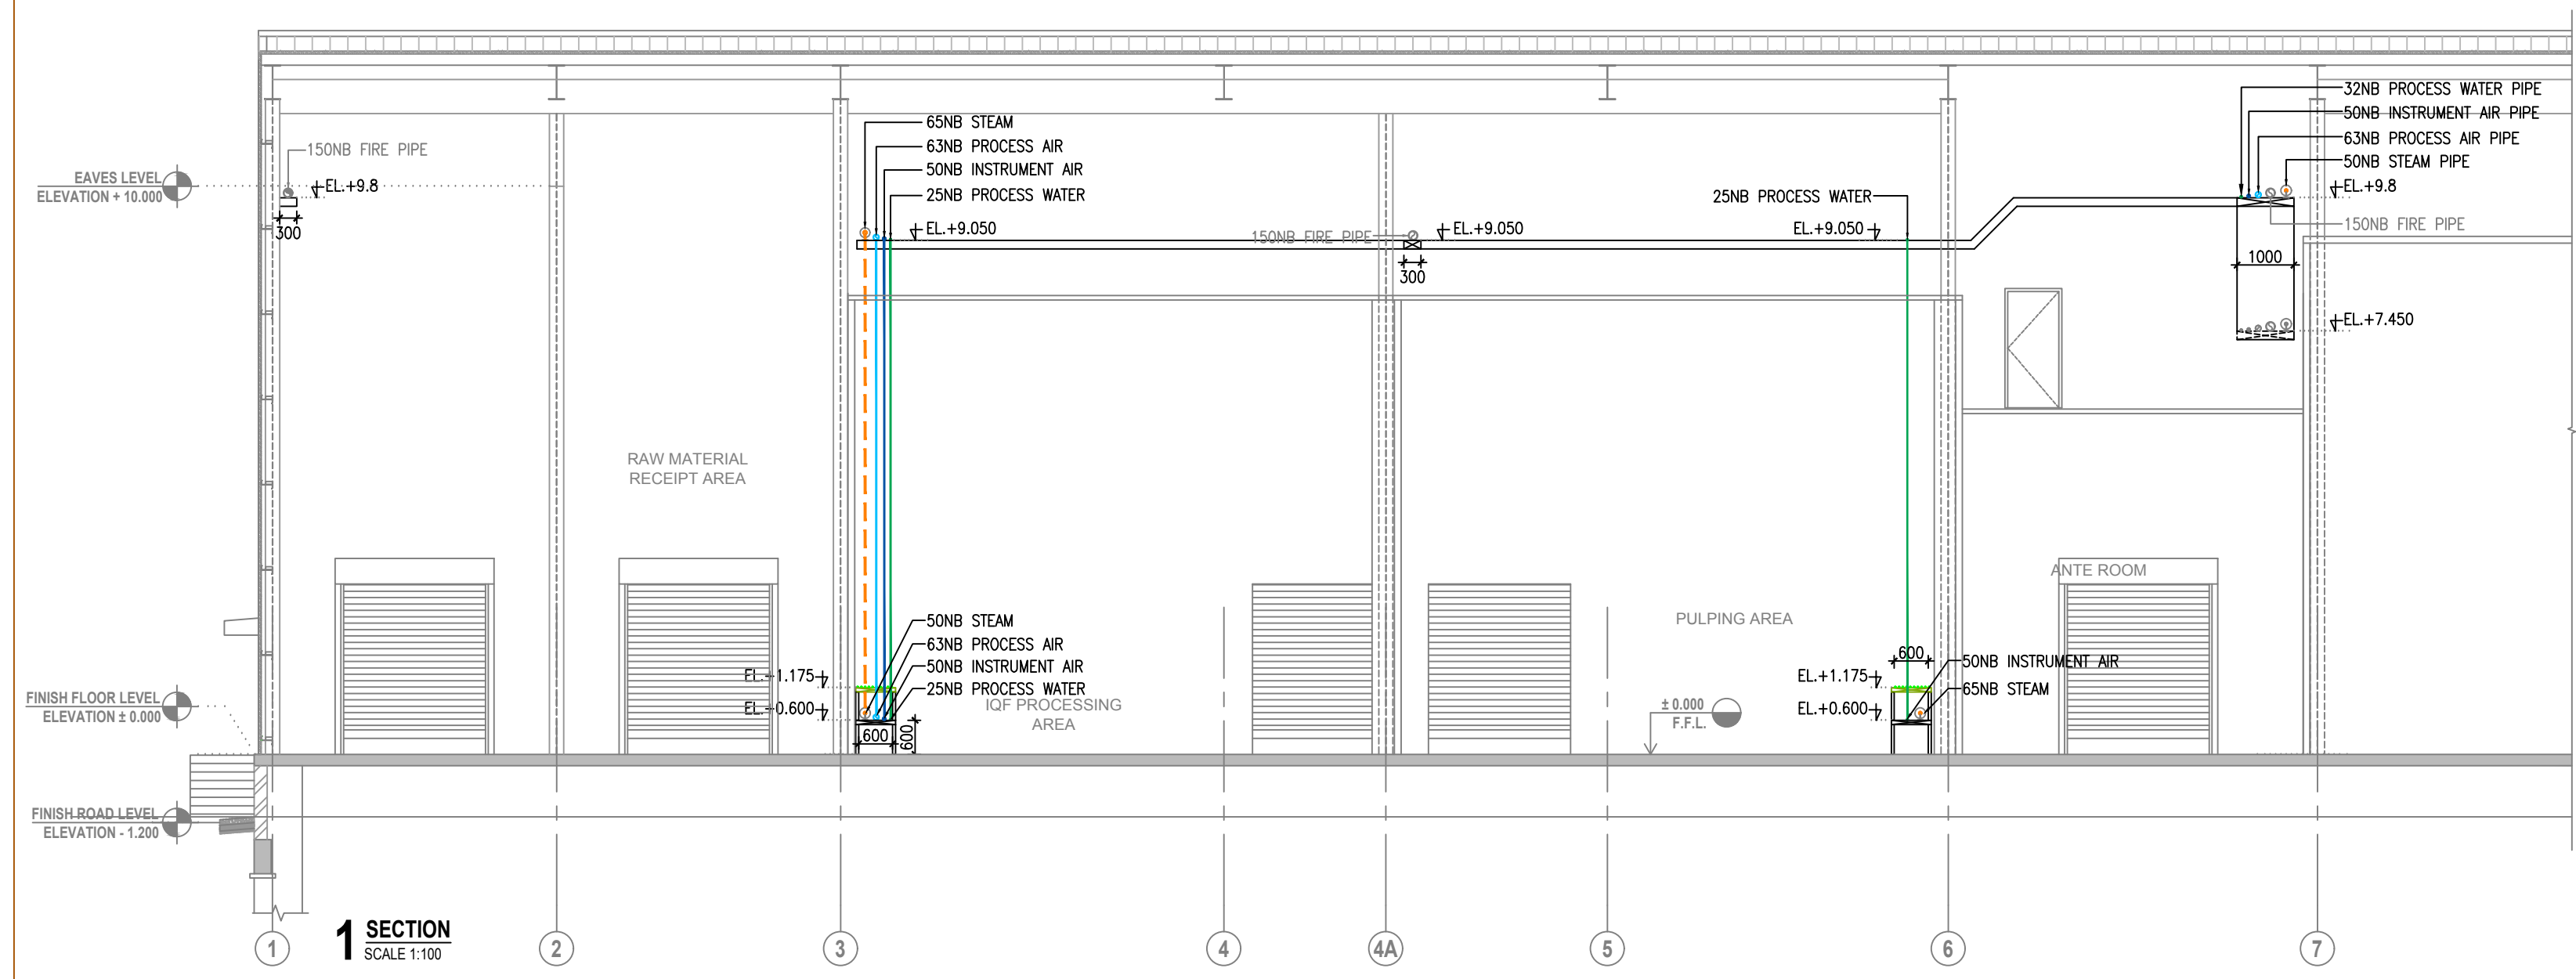 32NB PROCESS WATER PIPE
50NB INSTRUMENT AIR PIPE
63NB PROCESS AIR PIPE
50NB STEAM PIPE
EL.+9.8
150NB FIRE PIPE
1000
EL.+7.450
65NB STEAM
63NB PROCESS AIR
50NB INSTRUMENT AIR
25NB PROCESS WATER
EL.+9.050
150NB FIRE PIPE
EL.+9.8
300
EAVES LEVEL
ELEVATION + 10.000
150NB FIRE PIPE
EL.+9.050
300
25NB PROCESS WATER
EL.+9.050
RAW MATERIAL
RECEIPT AREA
ANTE ROOM
PULPING AREA
50NB STEAM
63NB PROCESS AIR
50NB INSTRUMENT AIR
25NB PROCESS WATER
IQF PROCESSING
AREA
EL.+1.175
EL.+0.600
600
600
600
50NB INSTRUMENT AIR
65NB STEAM
EL.+1.175
EL.+0.600
± 0.000
F.F.L.
FINISH FLOOR LEVEL
ELEVATION ± 0.000
FINISH ROAD LEVEL
ELEVATION - 1.200
1 SECTION
SCALE 1:100
1
2
3
4
4A
5
6
7